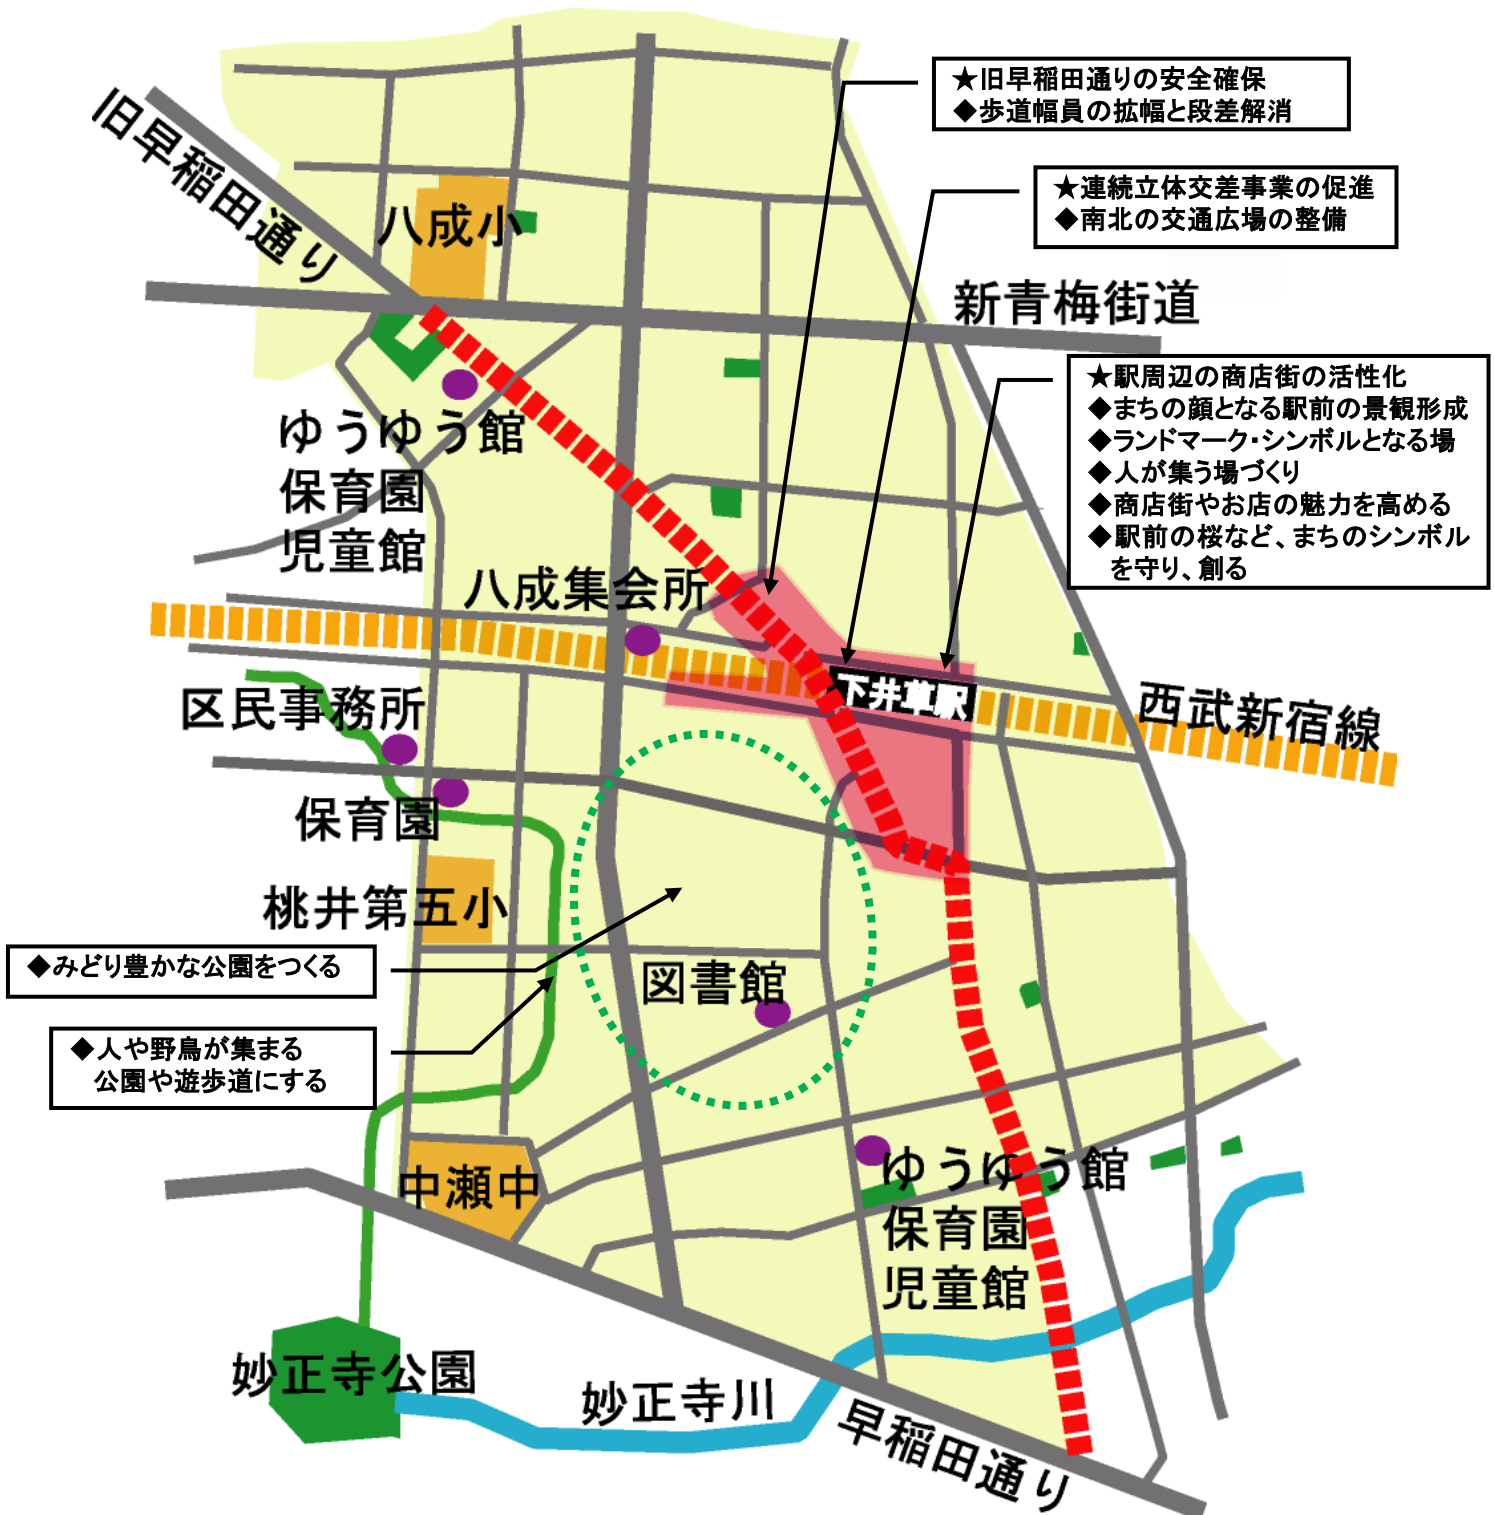 ★旧早稲田通りの安全確保
◆歩道幅員の拡幅と段差解消
旧早稲田通り
★連続立体交差事業の促進
◆南北の交通広場の整備
八成小
新青梅街道
★駅周辺の商店街の活性化
◆まちの顔となる駅前の景観形成
◆ランドマーク・シンボルとなる場
◆人が集う場づくり
◆商店街やお店の魅力を高める
◆駅前の桜など、まちのシンボル
を守り、創る
ゆうゆう館
保育園
児童館
八成集会所
下井草駅
西武新宿線
区民事務所
保育園
桃井第五小
◆みどり豊かな公園をつくる
図書館
◆人や野鳥が集まる
公園や遊歩道にする
中瀬中
ゆうゆう館
保育園
児童館
妙正寺公園
妙正寺川
早稲田通り